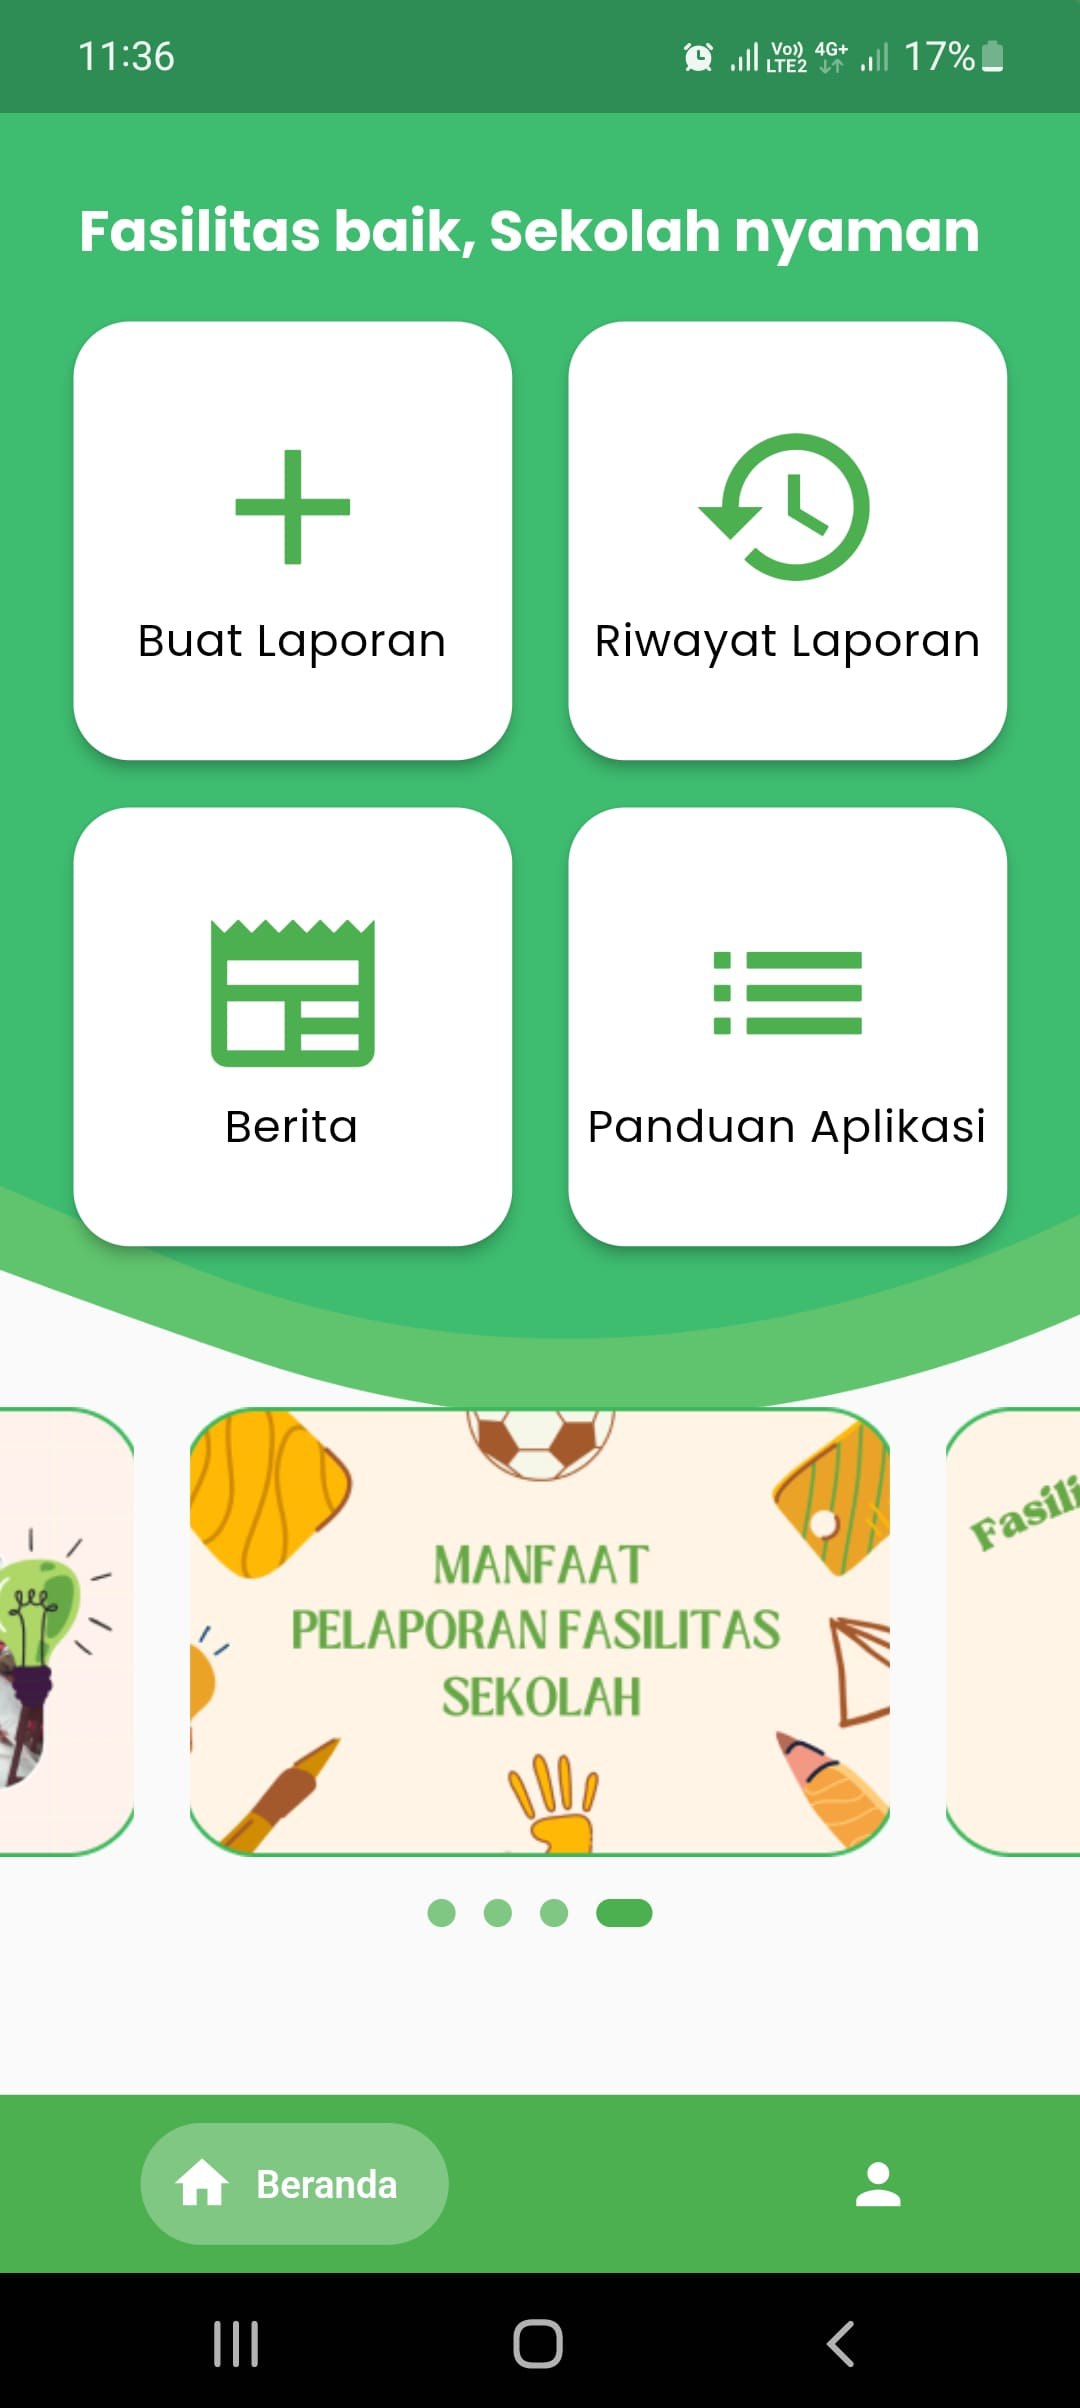 11:36
Vo)) 4G+ 17%
LTE2
Fasilitas baik, Sekolah nyaman
Buat Laporan
Riwayat Laporan
Berita
Panduan Aplikasi
MANFAAT
PELAPORAN FASILITAS
SEKOLAH
Fasili
Beranda